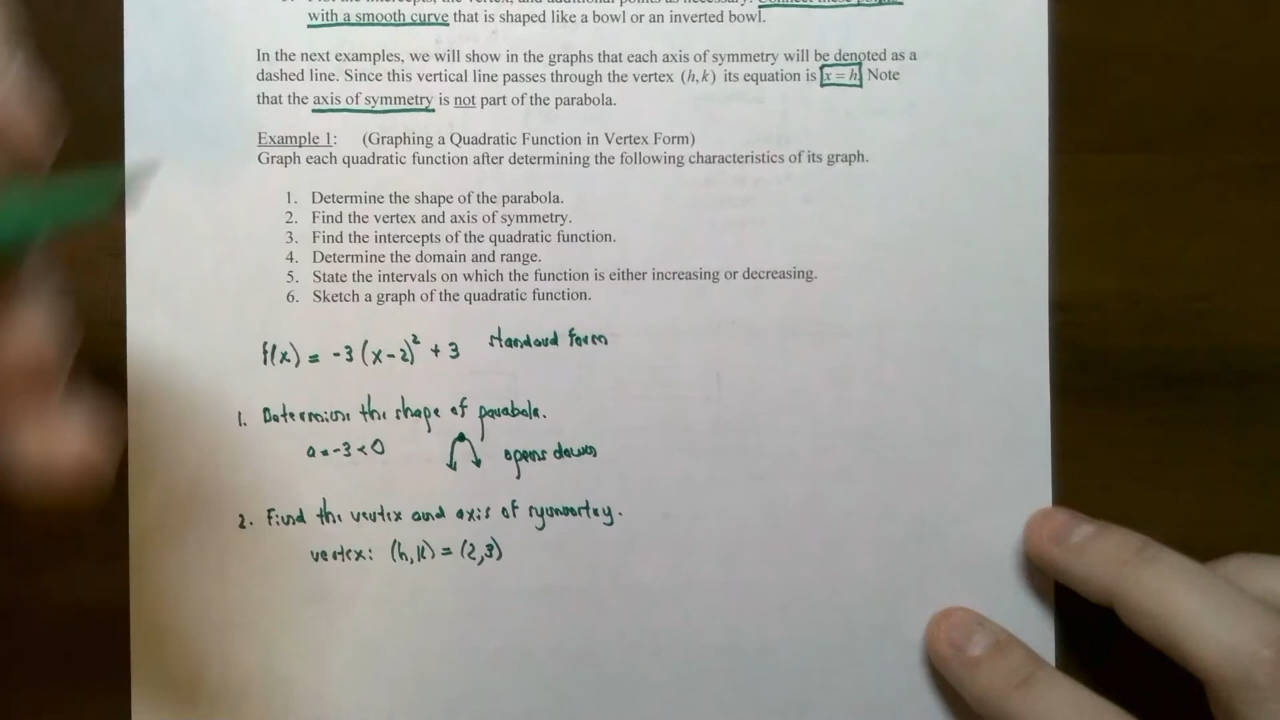 with a smooth curve that is shaped like a bowl or an inverted bowl.
In the next examples, we will show in the graphs that each axis of symmetry will be denoted as a
dashed line. Since this vertical line passes through the vertex (h,k) its equation is x = h. Note
that the axis of symmetry is not part of the parabola.
Example 1: (Graphing a Quadratic Function in Vertex Form)
Graph each quadratic function after determining the following characteristics of its graph.
1. Determine the shape of the parabola.
2. Find the vertex and axis of symmetry.
3. Find the intercepts of the quadratic function.
4. Determine the domain and range.
5. State the intervals on which the function is either increasing or decreasing.
6. Sketch a graph of the quadratic function.
f(x) = -3(x-2)² + 3 standard form
1. Determine the shape of parabola.
a = -3 < 0 opens down
2. Find the vertex and axis of symmetry.
vertex: (h,k) = (2,3)